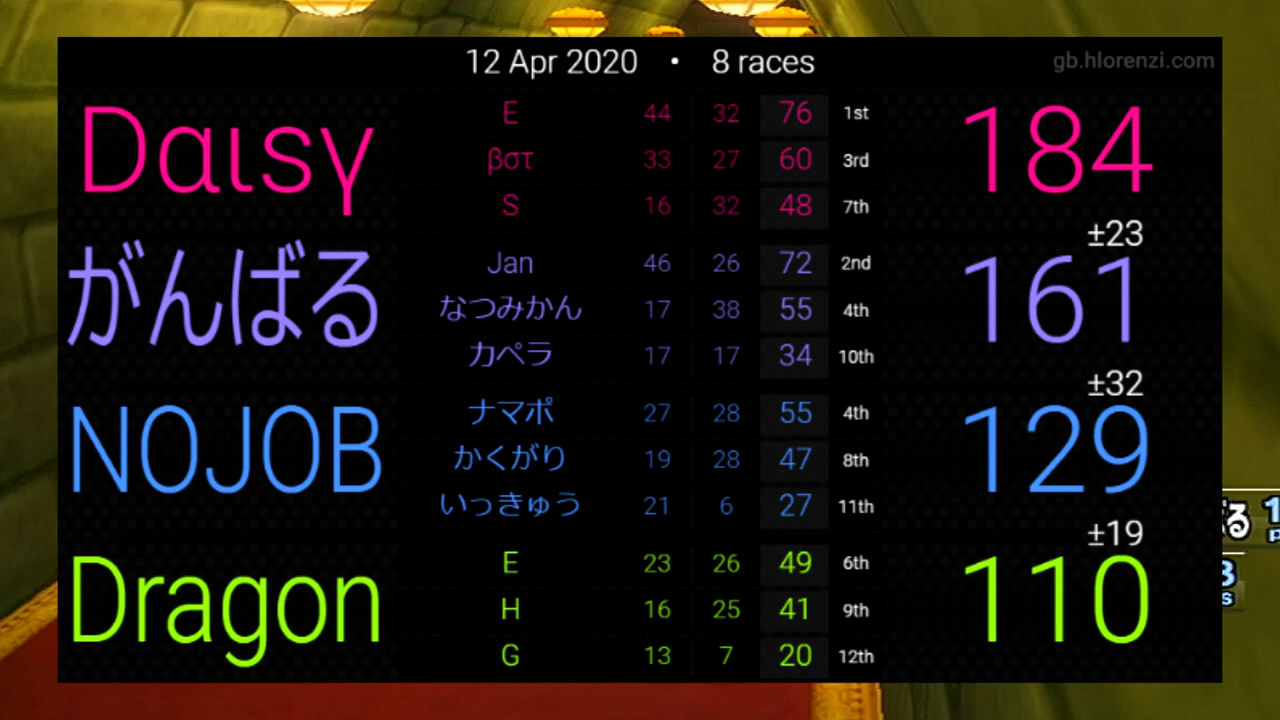 12 Apr 2020 • 8 races
gb.hlorenzi.com
Dαιsγ
E 44 32 76 1st
βστ 33 27 60 3rd
S 16 32 48 7th
184
±23
がんばる
Jan 46 26 72 2nd
なつみかん 17 38 55 4th
カペラ 17 17 34 10th
161
±32
NOJOB
ナマポ 27 28 55 4th
かくがり 19 28 47 8th
いっきゅう 21 6 27 11th
129
±19
Dragon
E 23 26 49 6th
H 16 25 41 9th
G 13 7 20 12th
110
る 1